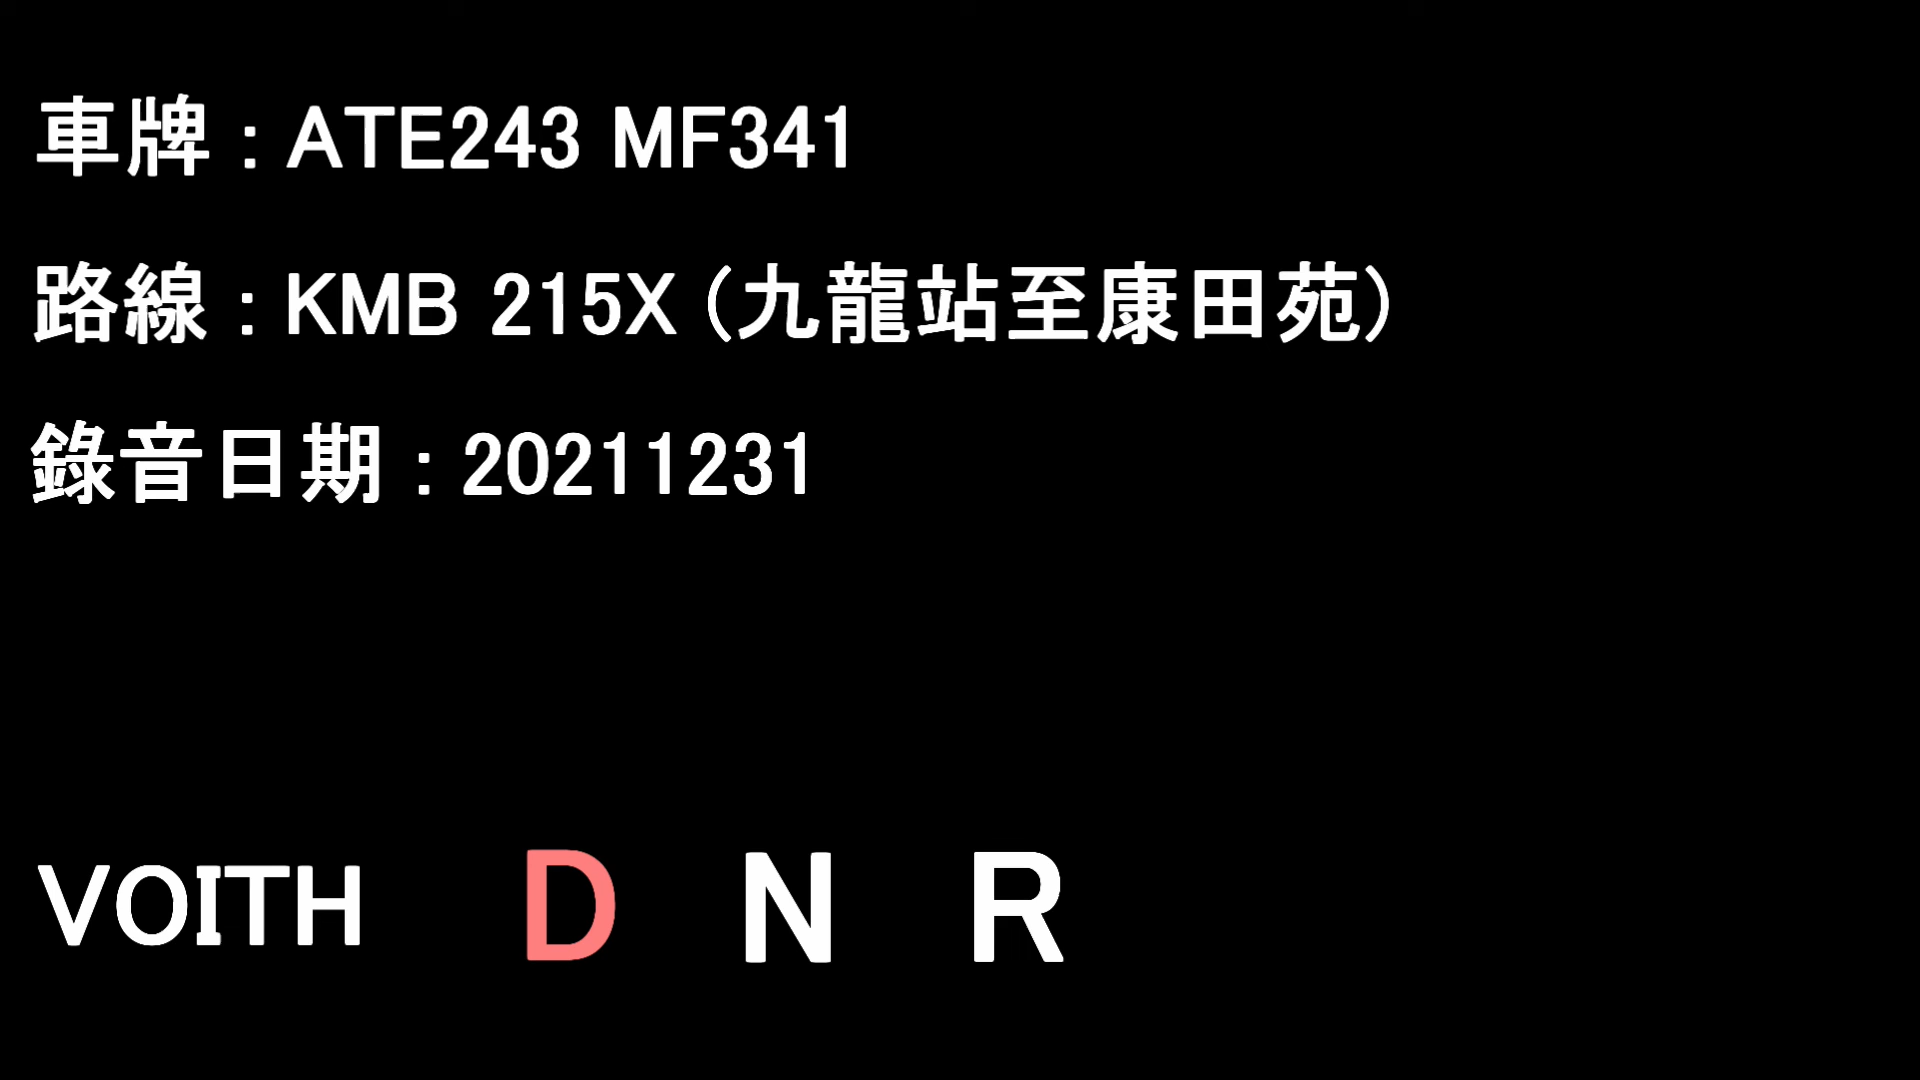 車牌 : ATE243 MF341
路線 : KMB 215X (九龍站至康田苑)
錄音日期 : 20211231
VOITH D N R